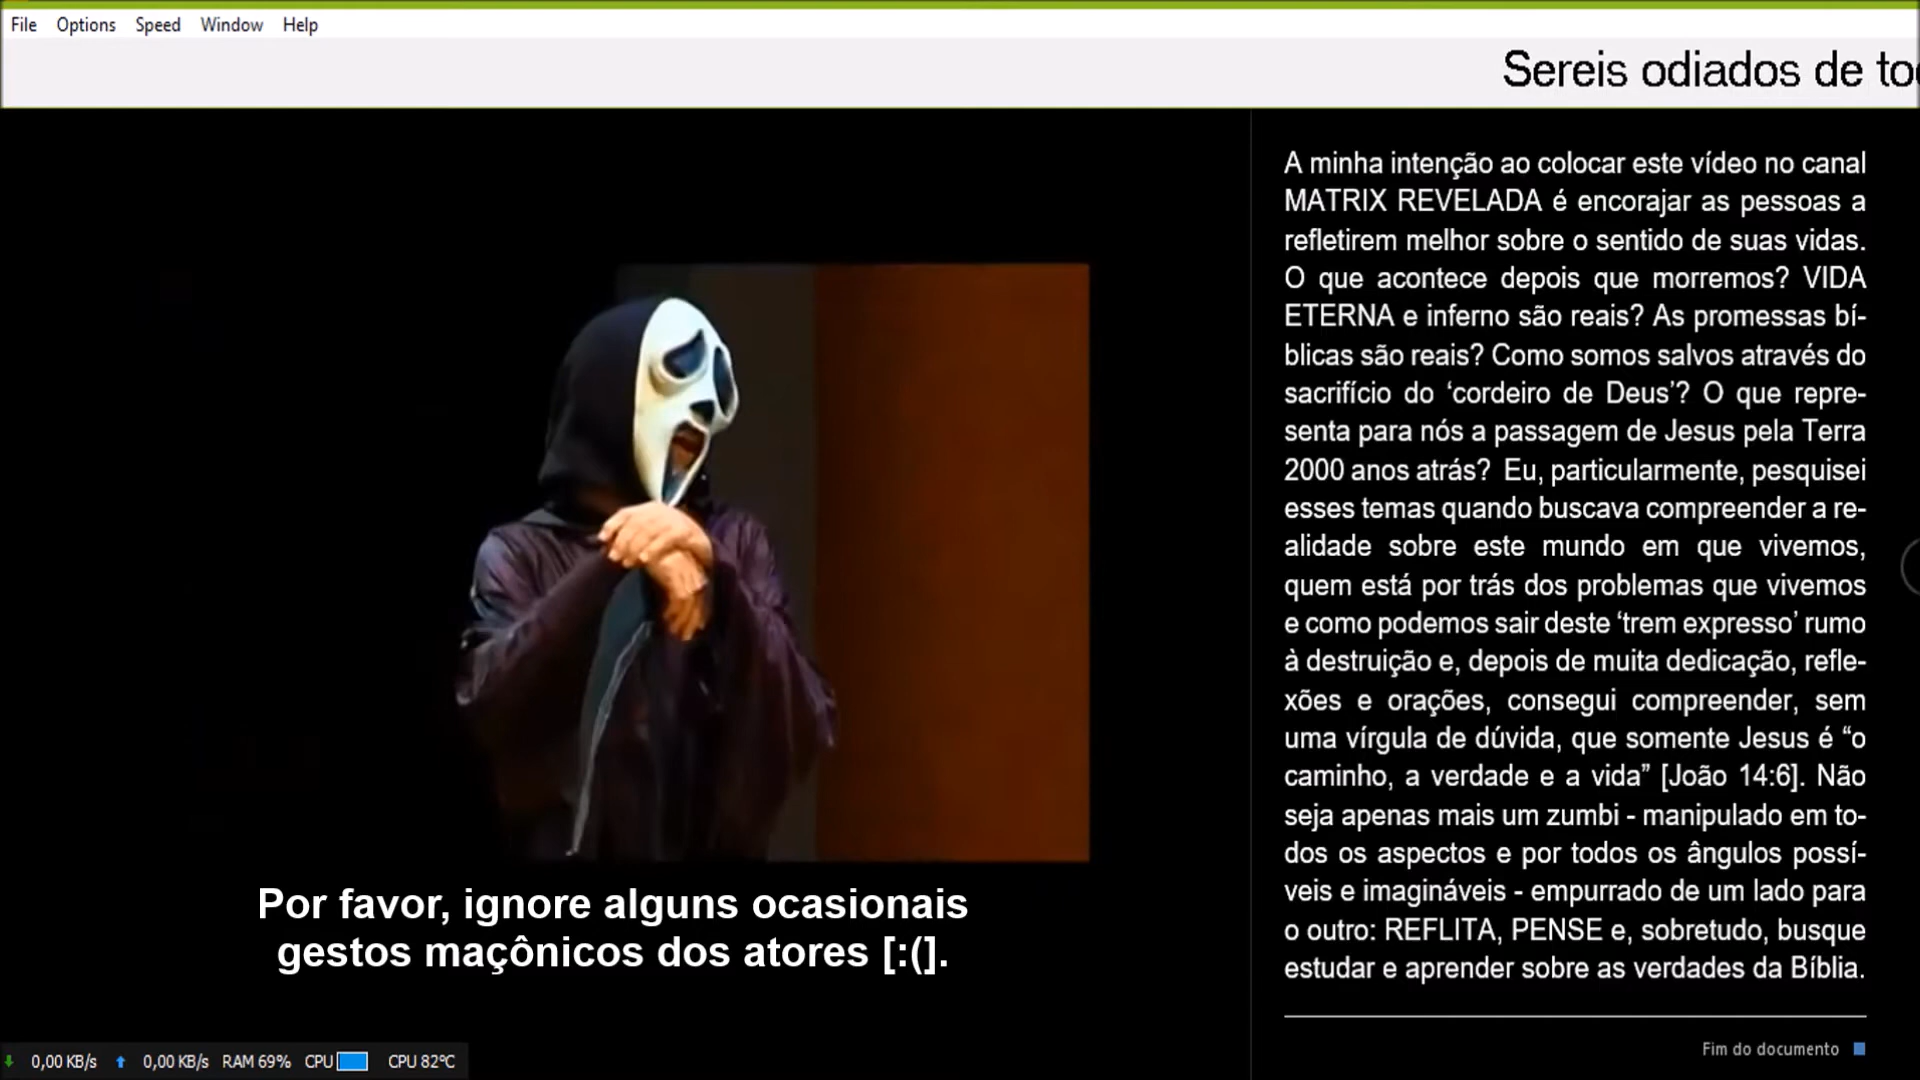 File Options Speed Window Help
Sereis odiados de to
A minha intenção ao colocar este vídeo no canal
MATRIX REVELADA é encorajar as pessoas a
refletirem melhor sobre o sentido de suas vidas.
O que acontece depois que morremos? VIDA
ETERNA e inferno são reais? As promessas bí-
blicas são reais? Como somos salvos através do
sacrifício do ‘cordeiro de Deus’? O que repre-
senta para nós a passagem de Jesus pela Terra
2000 anos atrás? Eu, particularmente, pesquisei
esses temas quando buscava compreender a re-
alidade sobre este mundo em que vivemos,
quem está por trás dos problemas que vivemos
e como podemos sair deste ‘trem expresso’ rumo
à destruição e, depois de muita dedicação, refle-
xões e orações, consegui compreender, sem
uma vírgula de dúvida, que somente Jesus é “o
caminho, a verdade e a vida” [João 14:6]. Não
seja apenas mais um zumbi - manipulado em to-
dos os aspectos e por todos os ângulos possí-
veis e imagináveis - empurrado de um lado para
o outro: REFLITA, PENSE e, sobretudo, busque
estudar e aprender sobre as verdades da Bíblia.
Por favor, ignore alguns ocasionais
gestos maçônicos dos atores [:(].
Fim do documento
0,00 KB/s 0,00 KB/s RAM 69% CPU CPU 82°C